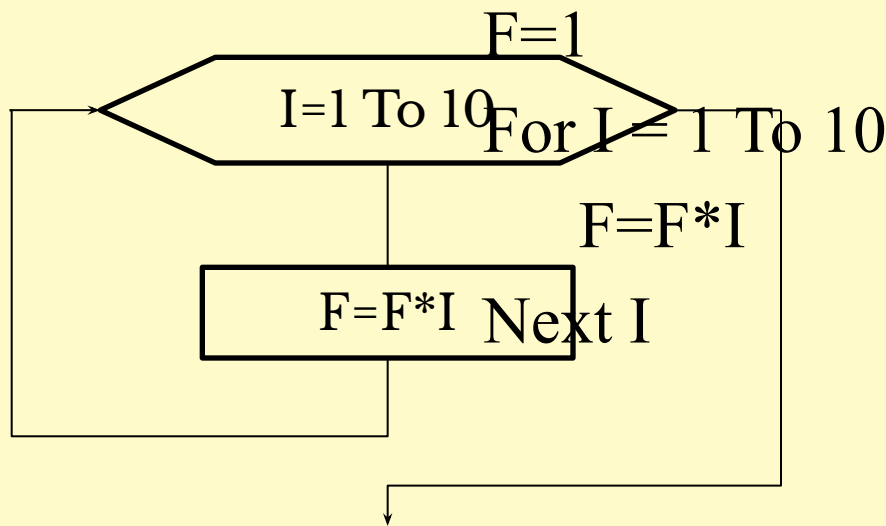 F=1
I=1 To 10
For I = 1 To 10
F=F*I
F=F*I
Next I